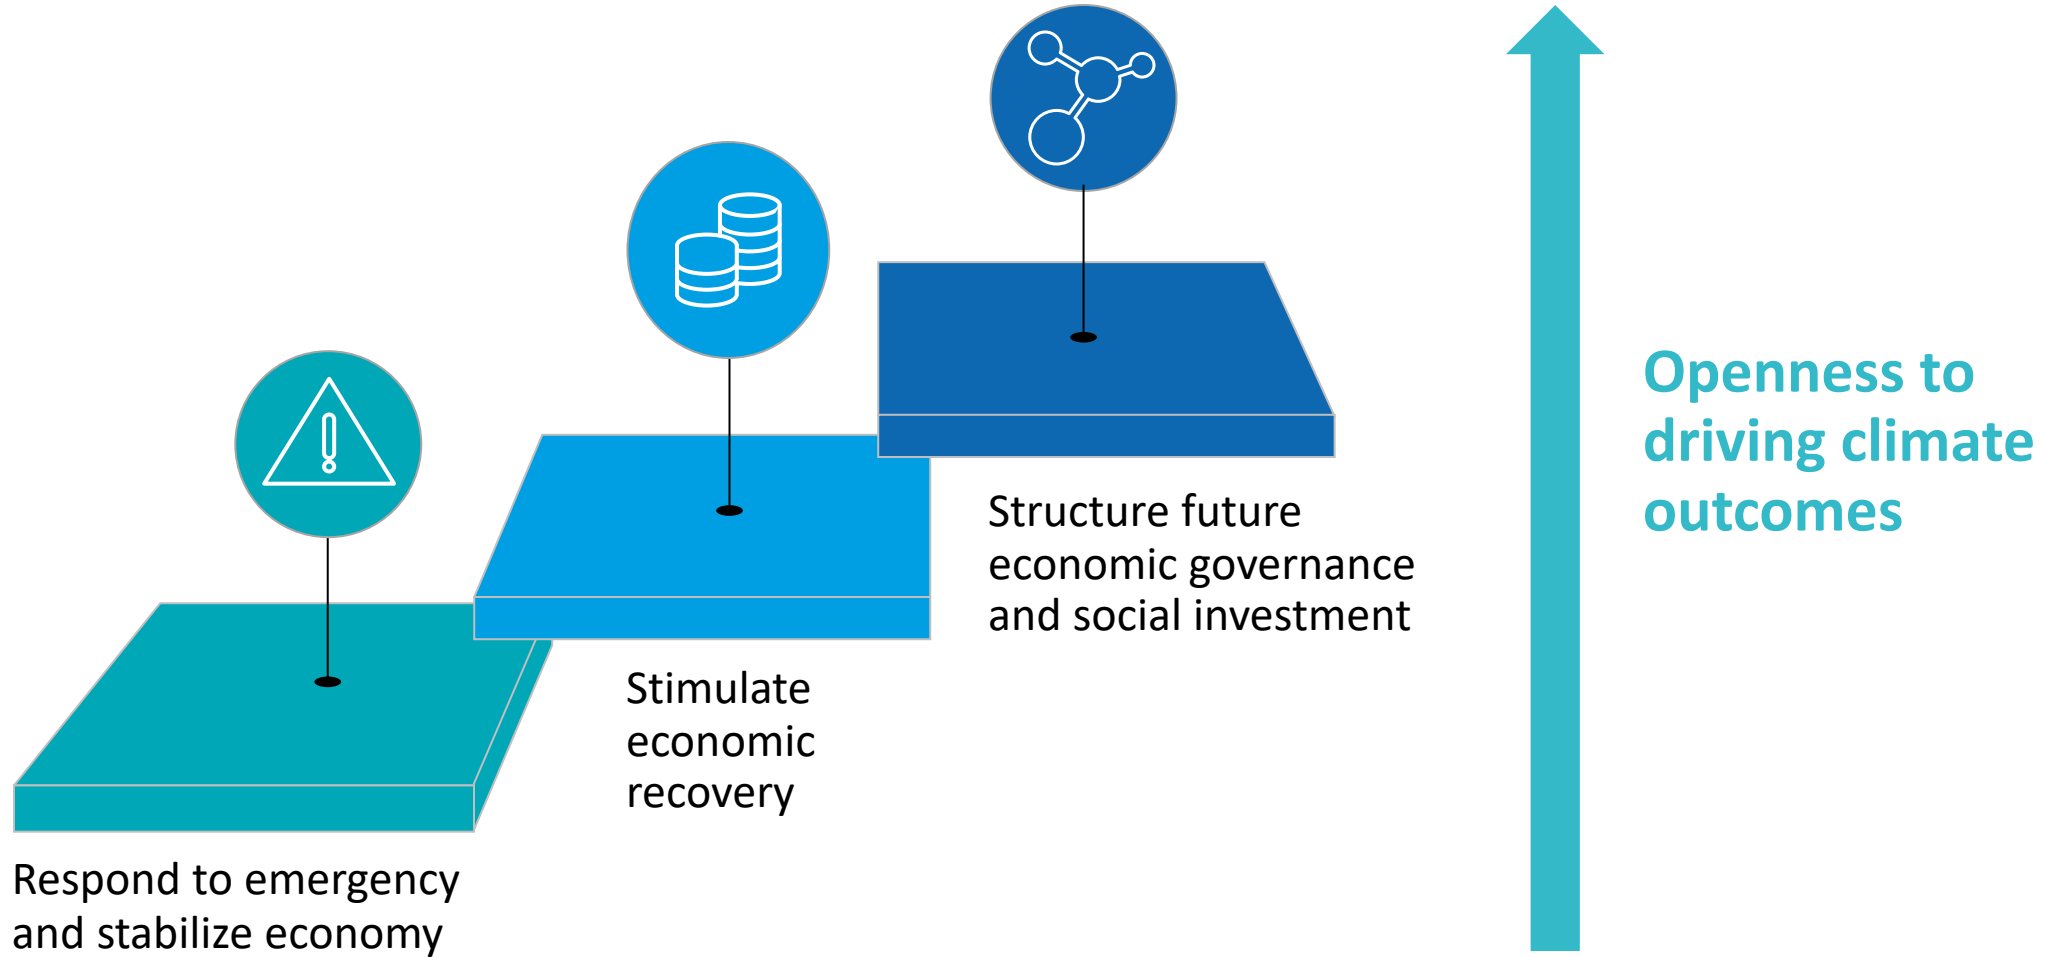 Respond to emergency
and stabilize economy
Stimulate
economic
recovery
Structure future
economic governance
and social investment
Openness to
driving climate
outcomes